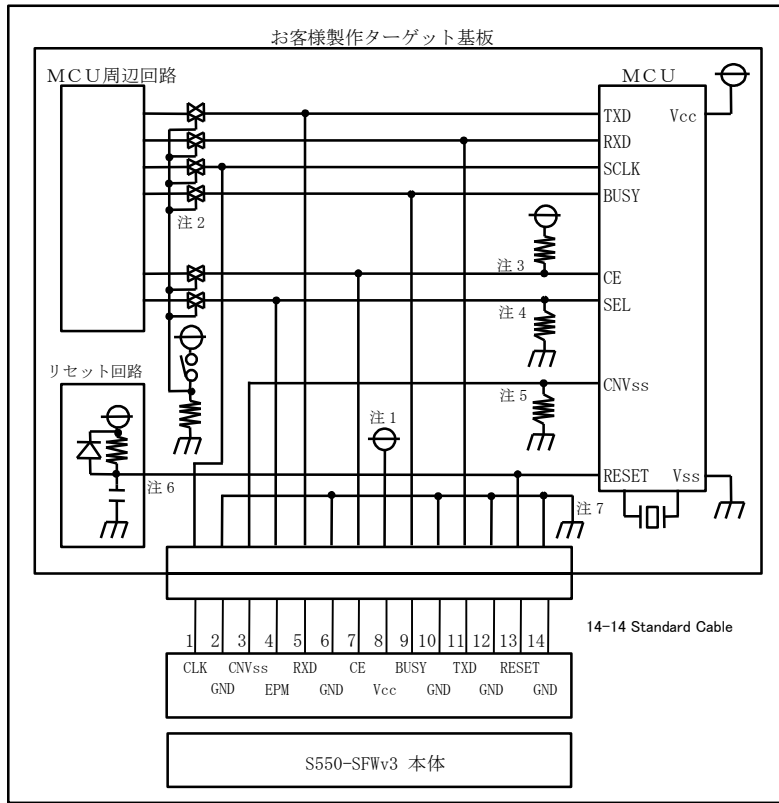 お客様製作ターゲット基板
MCU周辺回路
MCU
TXD
Vcc
RXD
SCLK
BUSY
注2
注3
CE
注4
SEL
リセット回路
注1
注5
CNVss
注6
RESET
Vss
注7
14-14 Standard Cable
1 2 3 4 5 6 7 8 9 10 11 12 13 14
CLK CNVss RXD CE BUSY TXD RESET
GND EPM GND Vcc GND GND GND
S550-SFWv3 本体